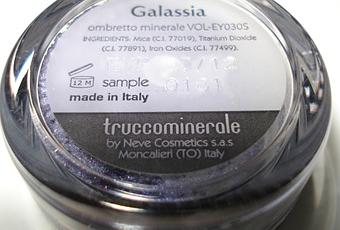 Galassia
ombretto minerale VOL-EY030S
INGREDIENTS: Mica (C.I. 77019), Titanium Dioxide
(C.I. 77891), Iron Oxides (C.I. 77499).
12 M sample
made in Italy
truccominerale
by Neve Cosmetics s.a.s
Moncalieri (TO) Italy